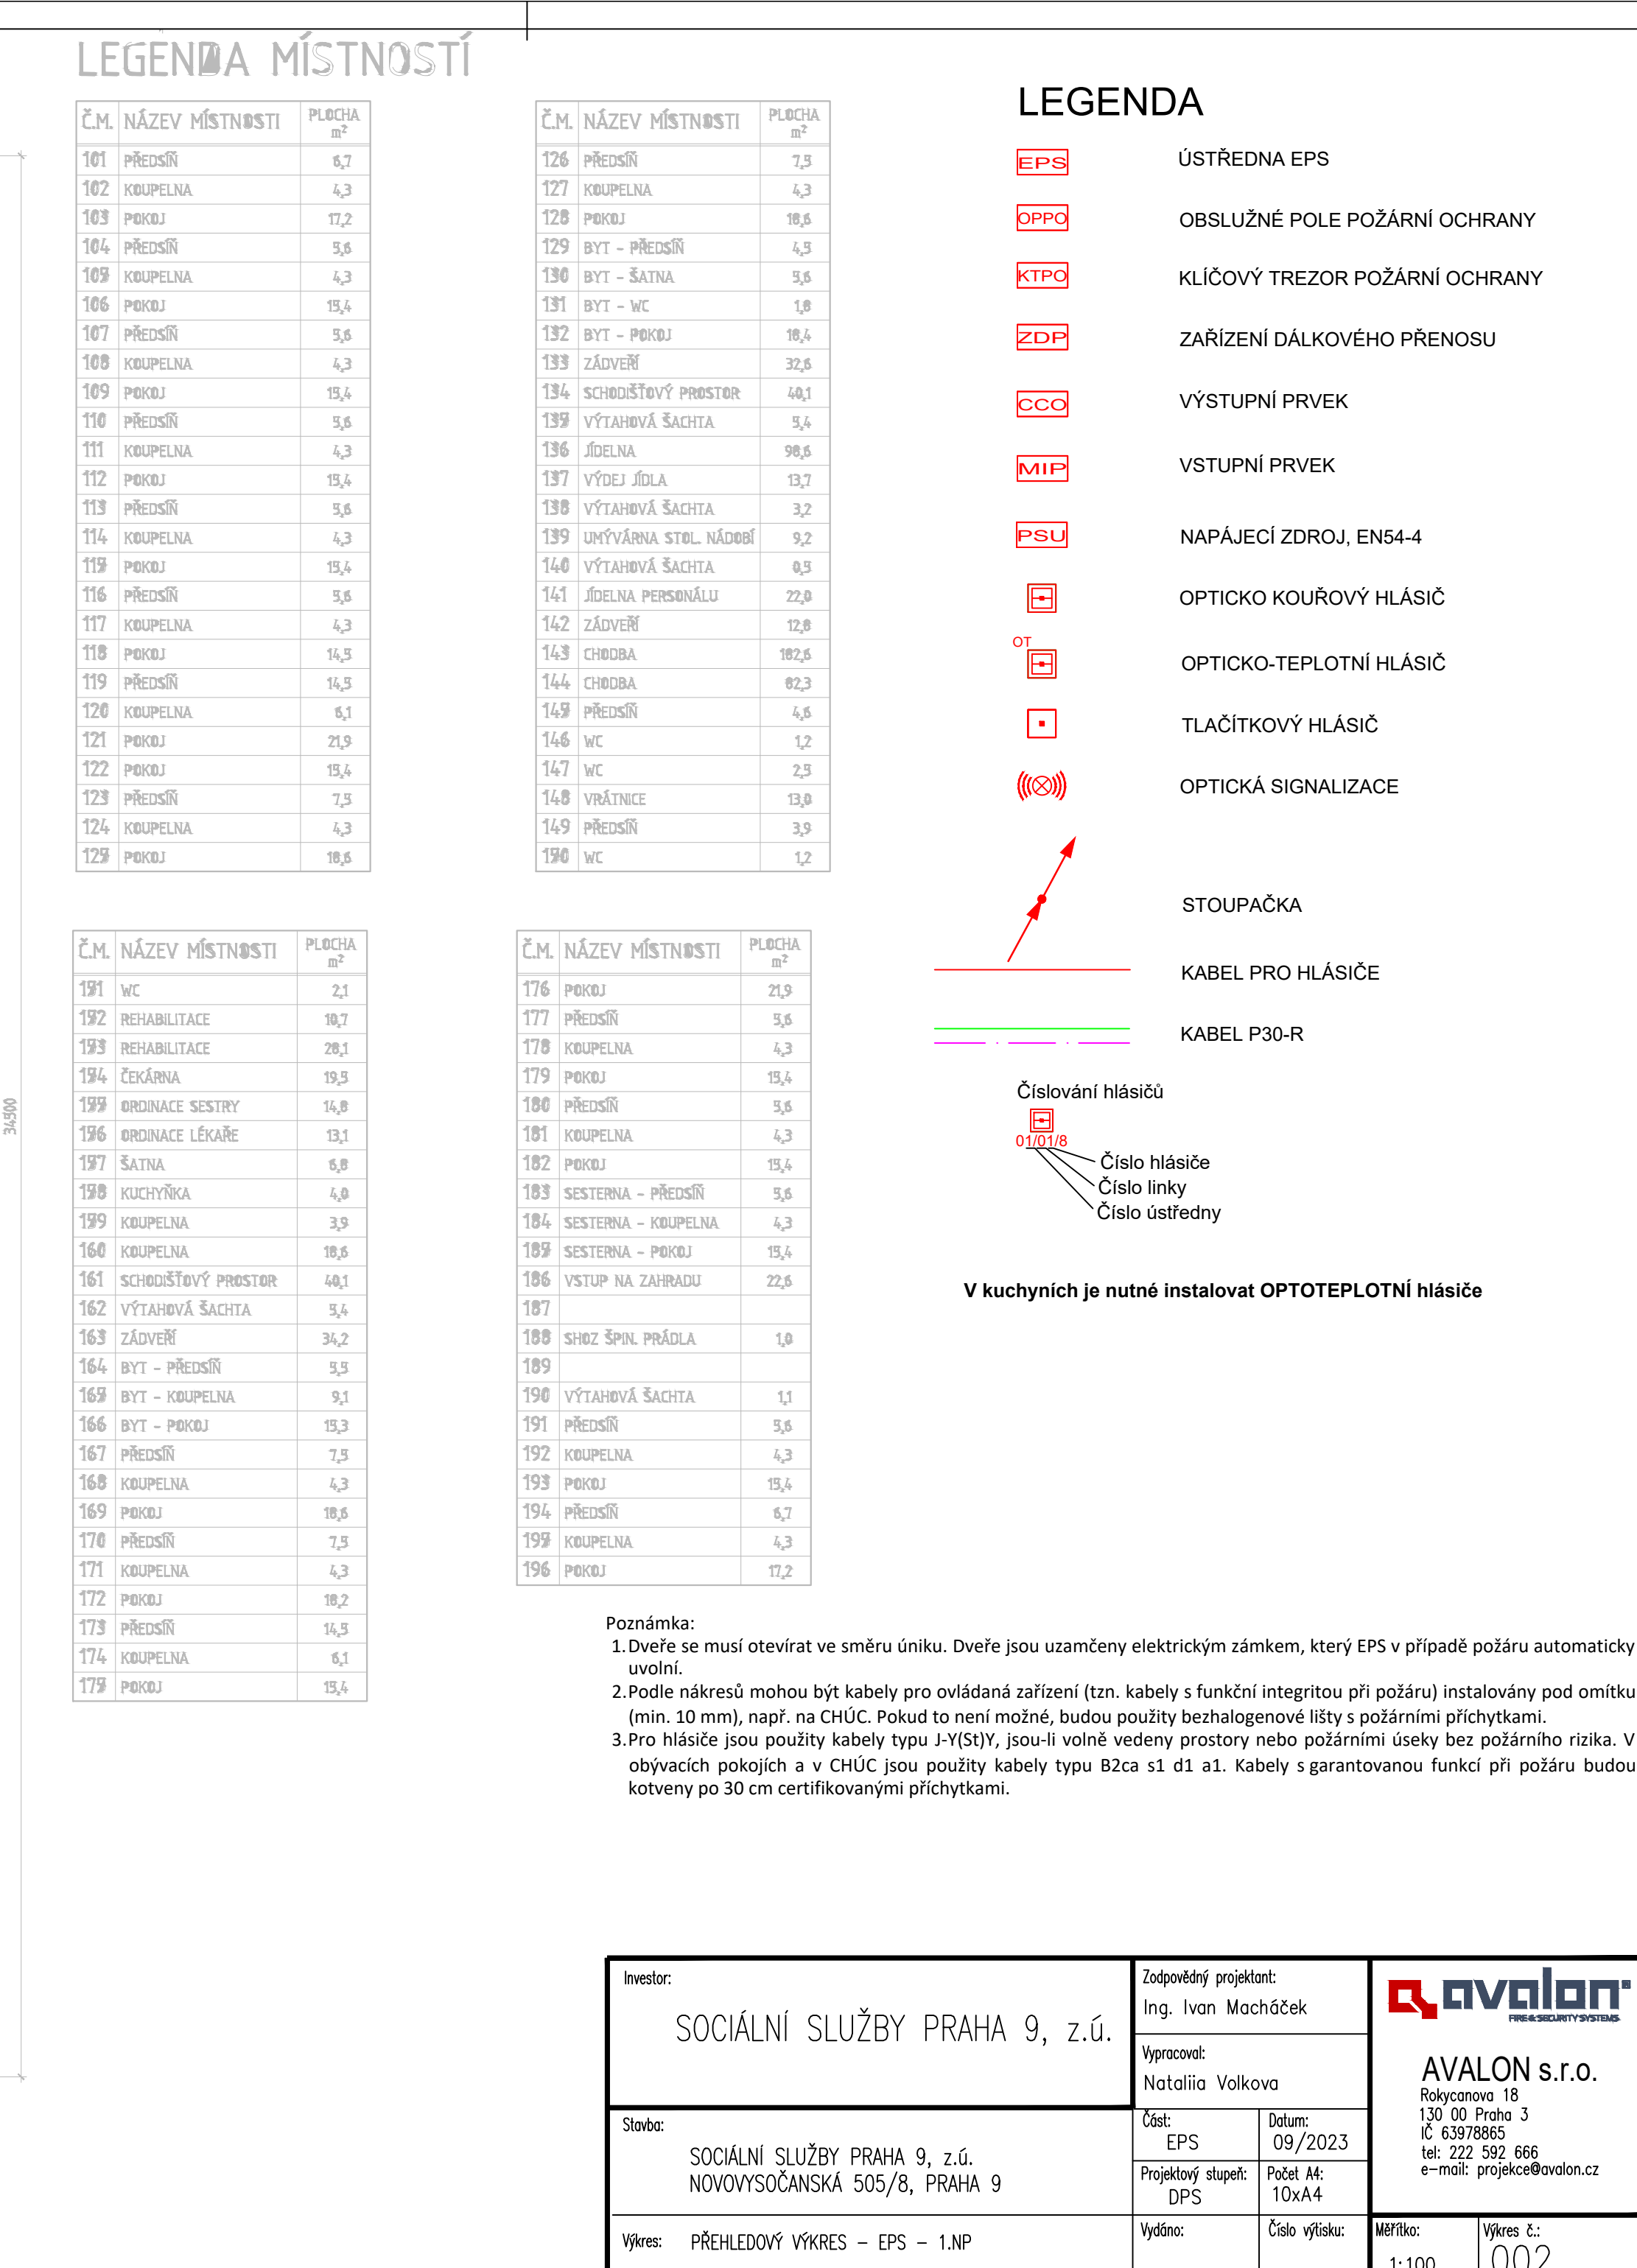 LEGENDA MÍSTNOSTÍ
Č.M. NÁZEV MÍSTNOSTI PLOCHA m²
101 PŘEDSÍŇ 6,7
102 KOUPELNA 4,3
103 POKOJ 17,2
104 PŘEDSÍŇ 5,6
105 KOUPELNA 4,3
106 POKOJ 15,4
107 PŘEDSÍŇ 5,6
108 KOUPELNA 4,3
109 POKOJ 15,4
110 PŘEDSÍŇ 5,6
111 KOUPELNA 4,3
112 POKOJ 15,4
113 PŘEDSÍŇ 5,6
114 KOUPELNA 4,3
115 POKOJ 15,4
116 PŘEDSÍŇ 5,6
117 KOUPELNA 4,3
118 POKOJ 14,5
119 PŘEDSÍŇ 14,5
120 KOUPELNA 6,1
121 POKOJ 21,9
122 POKOJ 15,4
123 PŘEDSÍŇ 7,5
124 KOUPELNA 4,3
125 POKOJ 18,6
Č.M. NÁZEV MÍSTNOSTI PLOCHA m²
126 PŘEDSÍŇ 7,5
127 KOUPELNA 4,3
128 POKOJ 18,6
129 BYT - PŘEDSÍŇ 4,5
130 BYT - ŠATNA 5,6
131 BYT - WC 1,8
132 BYT - POKOJ 18,4
133 ZÁDVEŘÍ 32,6
134 SCHODIŠŤOVÝ PROSTOR 40,1
135 VÝTAHOVÁ ŠACHTA 5,4
136 JÍDELNA 98,6
137 VÝDEJ JÍDLA 13,7
138 VÝTAHOVÁ ŠACHTA 3,2
139 UMÝVÁRNA STOL. NÁDOBÍ 9,2
140 VÝTAHOVÁ ŠACHTA 0,5
141 JÍDELNA PERSONÁLU 22,0
142 ZÁDVEŘÍ 12,8
143 CHODBA 182,6
144 CHODBA 82,3
145 PŘEDSÍŇ 4,6
146 WC 1,2
147 WC 2,5
148 VRÁTNICE 13,0
149 PŘEDSÍŇ 3,9
150 WC 1,2
Č.M. NÁZEV MÍSTNOSTI PLOCHA m²
151 WC 2,1
152 REHABILITACE 10,7
153 REHABILITACE 28,1
154 ČEKÁRNA 19,5
155 ORDINACE SESTRY 14,8
156 ORDINACE LÉKAŘE 13,1
157 ŠATNA 6,8
158 KUCHYŇKA 4,0
159 KOUPELNA 3,9
160 KOUPELNA 18,6
161 SCHODIŠŤOVÝ PROSTOR 40,1
162 VÝTAHOVÁ ŠACHTA 5,4
163 ZÁDVEŘÍ 34,2
164 BYT - PŘEDSÍŇ 5,5
165 BYT - KOUPELNA 9,1
166 BYT - POKOJ 15,3
167 PŘEDSÍŇ 7,5
168 KOUPELNA 4,3
169 POKOJ 18,6
170 PŘEDSÍŇ 7,5
171 KOUPELNA 4,3
172 POKOJ 18,2
173 PŘEDSÍŇ 14,5
174 KOUPELNA 6,1
175 POKOJ 15,4
Č.M. NÁZEV MÍSTNOSTI PLOCHA m²
176 POKOJ 21,9
177 PŘEDSÍŇ 5,6
178 KOUPELNA 4,3
179 POKOJ 15,4
180 PŘEDSÍŇ 5,6
181 KOUPELNA 4,3
182 POKOJ 15,4
183 SESTERNA - PŘEDSÍŇ 5,6
184 SESTERNA - KOUPELNA 4,3
185 SESTERNA - POKOJ 15,4
186 VSTUP NA ZAHRADU 22,6
187
188 SHOZ ŠPIN. PRÁDLA 1,0
189
190 VÝTAHOVÁ ŠACHTA 1,1
191 PŘEDSÍŇ 5,6
192 KOUPELNA 4,3
193 POKOJ 15,4
194 PŘEDSÍŇ 6,7
195 KOUPELNA 4,3
196 POKOJ 17,2
34500
LEGENDA
EPS ÚSTŘEDNA EPS
OPPO OBSLUŽNÉ POLE POŽÁRNÍ OCHRANY
KTPO KLÍČOVÝ TREZOR POŽÁRNÍ OCHRANY
ZDP ZAŘÍZENÍ DÁLKOVÉHO PŘENOSU
CCO VÝSTUPNÍ PRVEK
MIP VSTUPNÍ PRVEK
PSU NAPÁJECÍ ZDROJ, EN54-4
OPTICKO KOUŘOVÝ HLÁSIČ
OT OPTICKO-TEPLOTNÍ HLÁSIČ
TLAČÍTKOVÝ HLÁSIČ
OPTICKÁ SIGNALIZACE
STOUPAČKA
KABEL PRO HLÁSIČE
KABEL P30-R
Číslování hlásičů
01/01/8
Číslo hlásiče
Číslo linky
Číslo ústředny
V kuchyních je nutné instalovat OPTOTEPLOTNÍ hlásiče
Poznámka:
1. Dveře se musí otevírat ve směru úniku. Dveře jsou uzamčeny elektrickým zámkem, který EPS v případě požáru automaticky
uvolní.
2. Podle nákresů mohou být kabely pro ovládaná zařízení (tzn. kabely s funkční integritou při požáru) instalovány pod omítku
(min. 10 mm), např. na CHÚC. Pokud to není možné, budou použity bezhalogenové lišty s požárními příchytkami.
3. Pro hlásiče jsou použity kabely typu J-Y(St)Y, jsou-li volně vedeny prostory nebo požárními úseky bez požárního rizika. V
obývacích pokojích a v CHÚC jsou použity kabely typu B2ca s1 d1 a1. Kabely s garantovanou funkcí při požáru budou
kotveny po 30 cm certifikovanými příchytkami.
Investor:
SOCIÁLNÍ SLUŽBY PRAHA 9, z.ú.
Zodpovědný projektant:
Ing. Ivan Macháček
Vypracoval:
Nataliia Volkova
avalon®
FIRE & SECURITY SYSTEMS
AVALON s.r.o.
Rokycanova 18
130 00 Praha 3
IČ 63978865
tel: 222 592 666
e-mail: projekce@avalon.cz
Stavba:
SOCIÁLNÍ SLUŽBY PRAHA 9, z.ú.
NOVOVYSOČANSKÁ 505/8, PRAHA 9
Část: Datum:
EPS 09/2023
Projektový stupeň: Počet A4:
DPS 10xA4
Výkres: PŘEHLEDOVÝ VÝKRES - EPS - 1.NP
Vydáno: Číslo výtisku: Měřítko: Výkres č.:
1:100 002